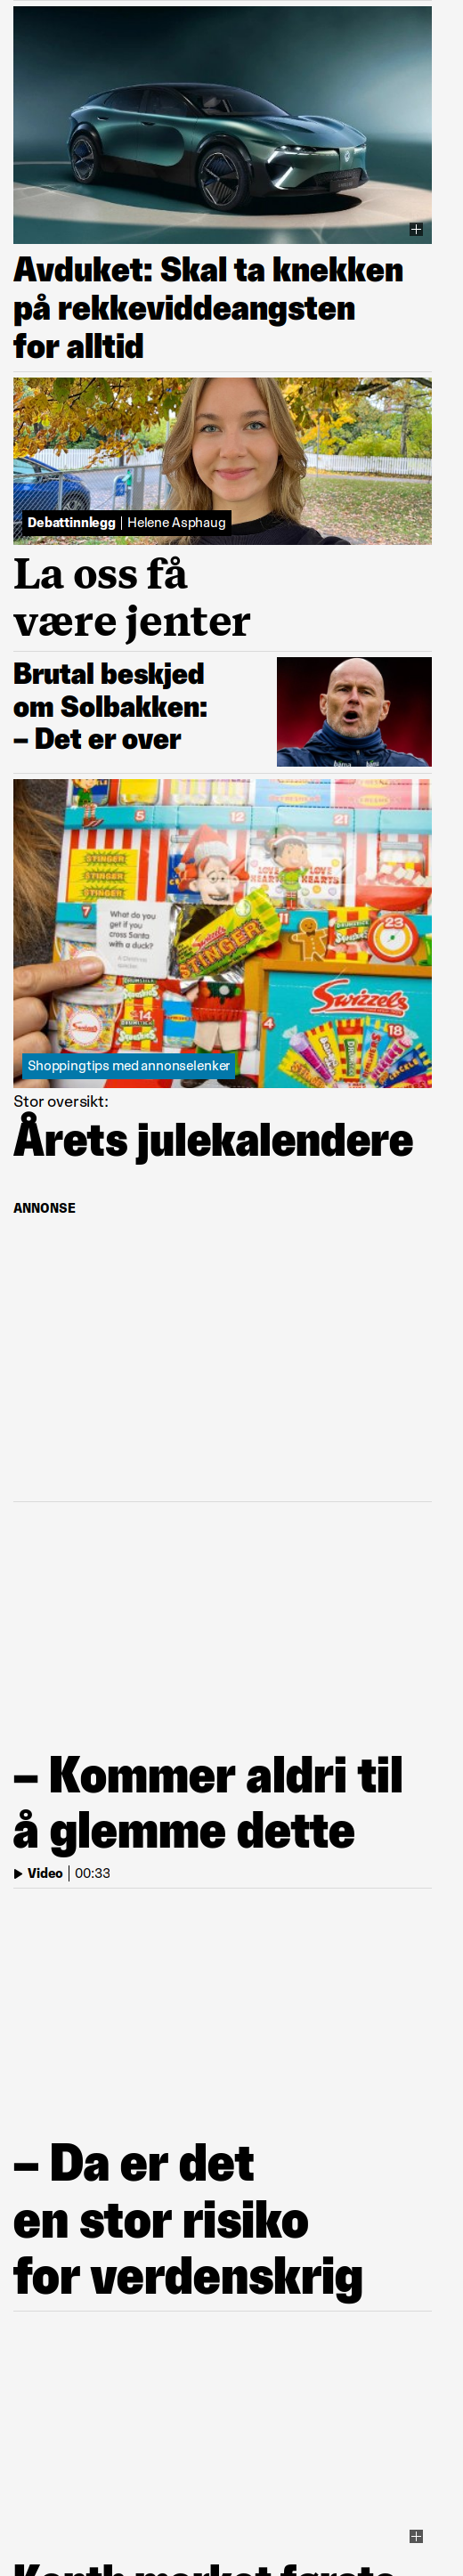 Avduket: Skal ta knekken
på rekkeviddeangsten
for alltid
Debattinnlegg | Helene Asphaug
La oss få
være jenter
Brutal beskjed
om Solbakken:
– Det er over
5
12
21
STINGER
STINGER
STINGER
LOVE HEARTS
7
What do you
get if you
cross Santa
with a duck?
11
23
Swizzels
STINGER
14
4
Swizzels
18
Shoppingtips med annonselenker
Stor oversikt:
Årets julekalendere
ANNONSE
– Kommer aldri til
å glemme dette
Video | 00:33
– Da er det
en stor risiko
for verdenskrig